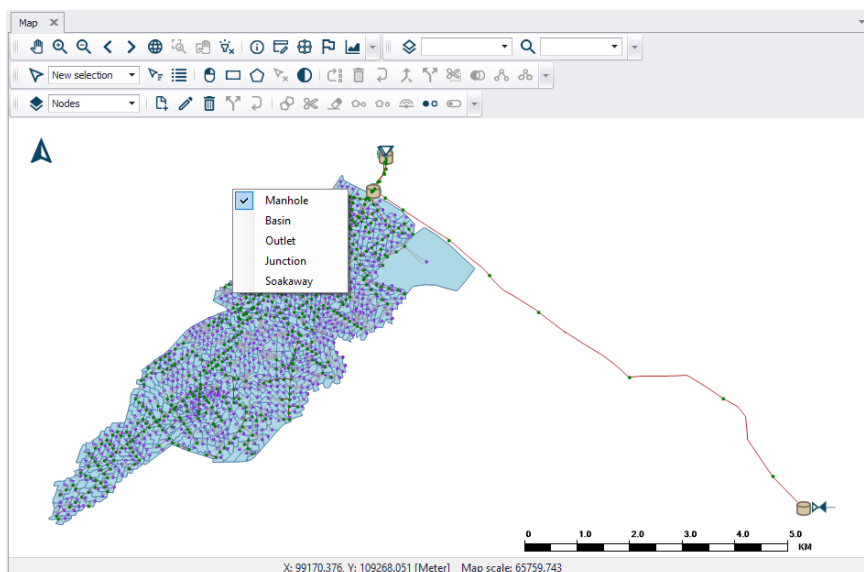 Map
New selection
Nodes
Manhole
Basin
Outlet
Junction
Soakaway
0 1.0 2.0 3.0 4.0 5.0
KM
X: 99170.376, Y: 109268.051 [Meter] Map scale: 65759.743